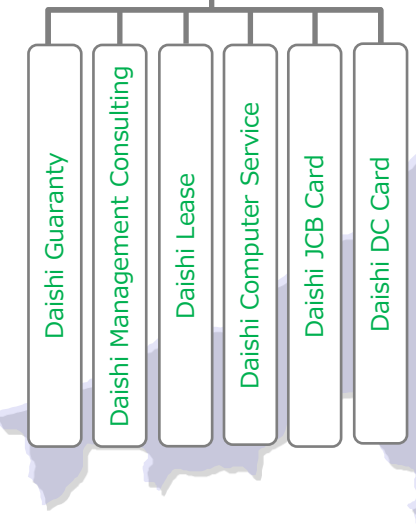 Daishi Guaranty
Daishi Management Consulting
Daishi Lease
Daishi Computer Service
Daishi JCB Card
Daishi DC Card